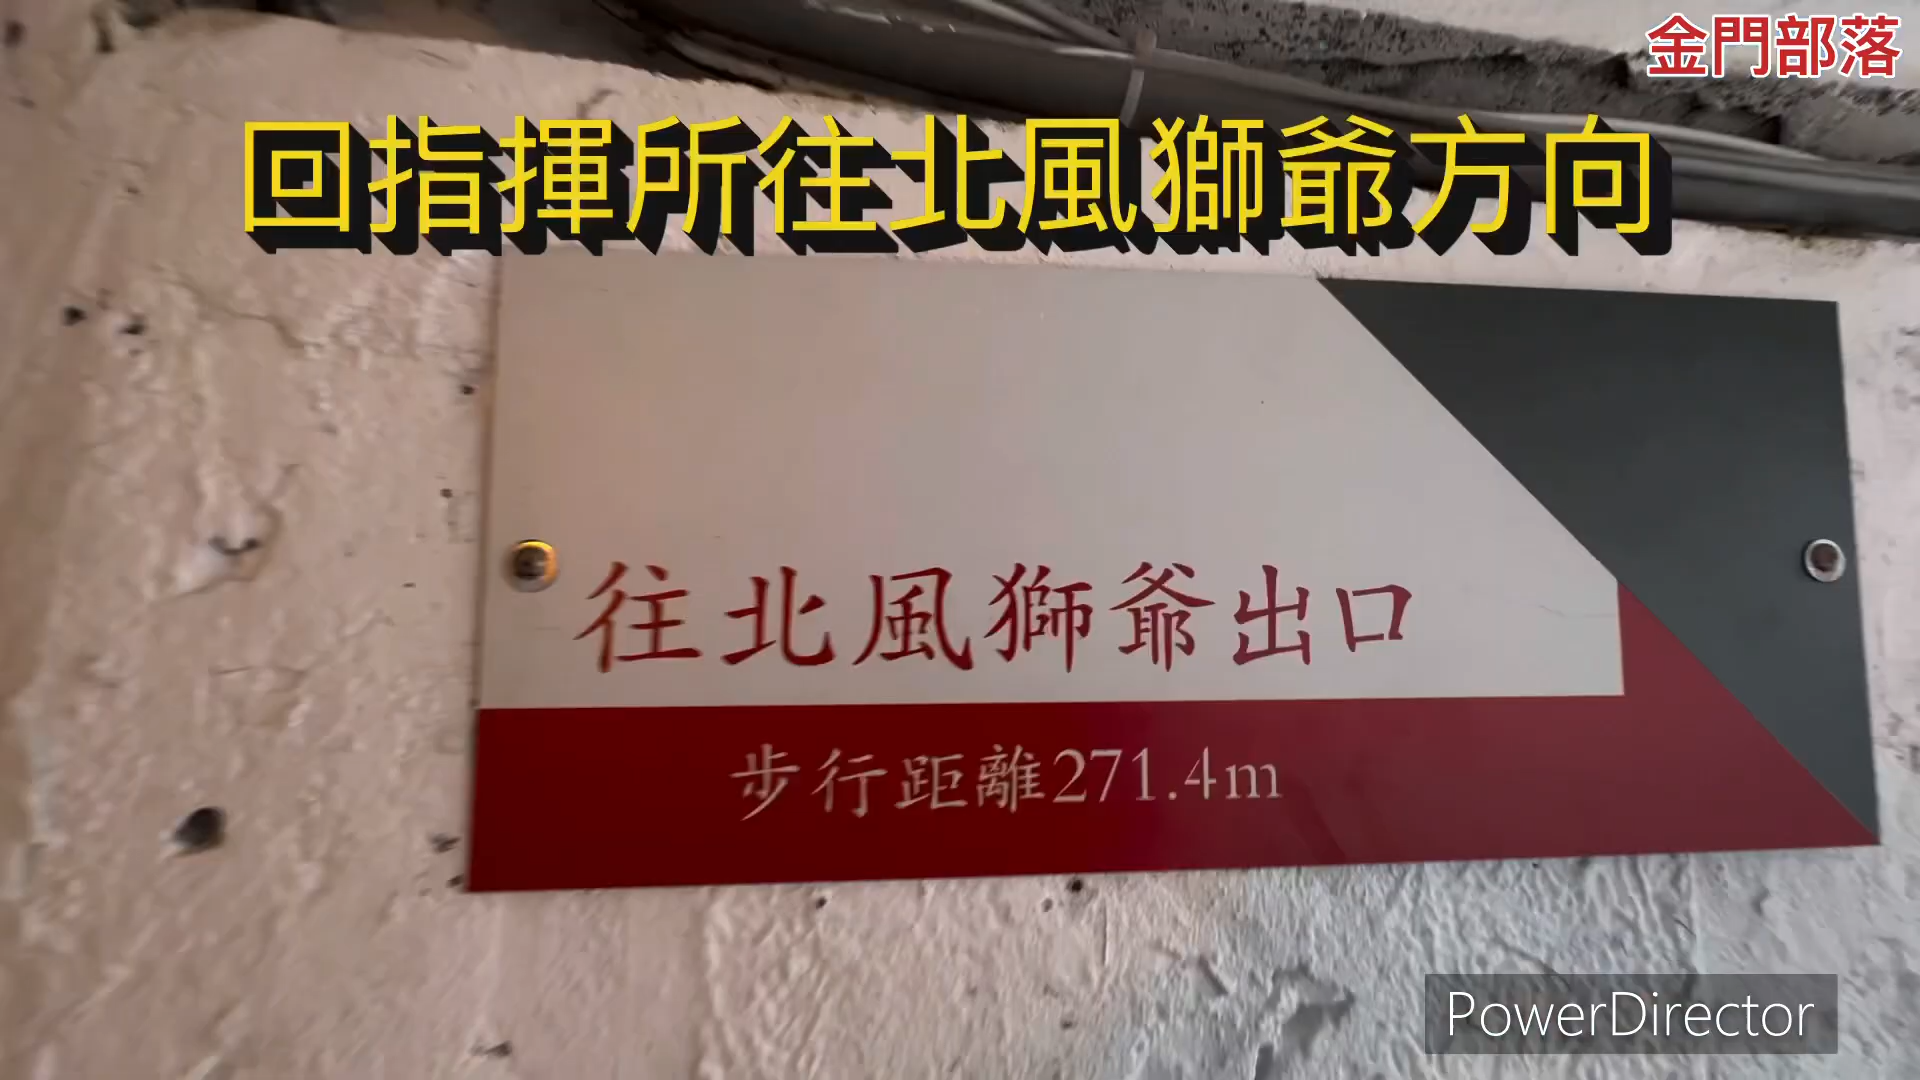 金門部落
回指揮所往北風獅爺方向
往北風獅爺出口
步行距離271.4m
PowerDirector